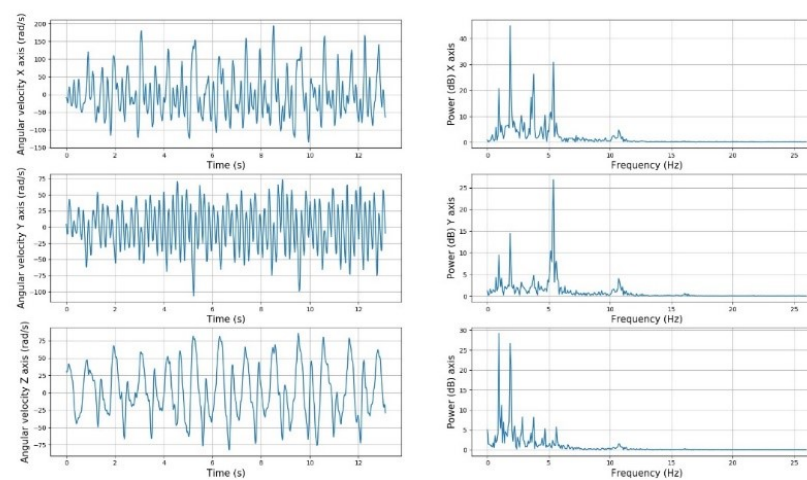 Angular velocity X axis (rad/s)
200
150
100
50
0
−50
−100
−150
0 2 4 6 8 10 12
Time (s)
Power (dB) X axis
40
30
20
10
0
0 5 10 15 20 25
Frequency (Hz)
Angular velocity Y axis (rad/s)
75
50
25
0
−25
−50
−75
−100
0 2 4 6 8 10 12
Time (s)
Power (dB) Y axis
25
20
15
10
5
0
0 5 10 15 20 25
Frequency (Hz)
Angular velocity Z axis (rad/s)
75
50
25
0
−25
−50
−75
0 2 4 6 8 10 12
Time (s)
Power (dB) Z axis
30
25
20
15
10
5
0
0 5 10 15 20 25
Frequency (Hz)